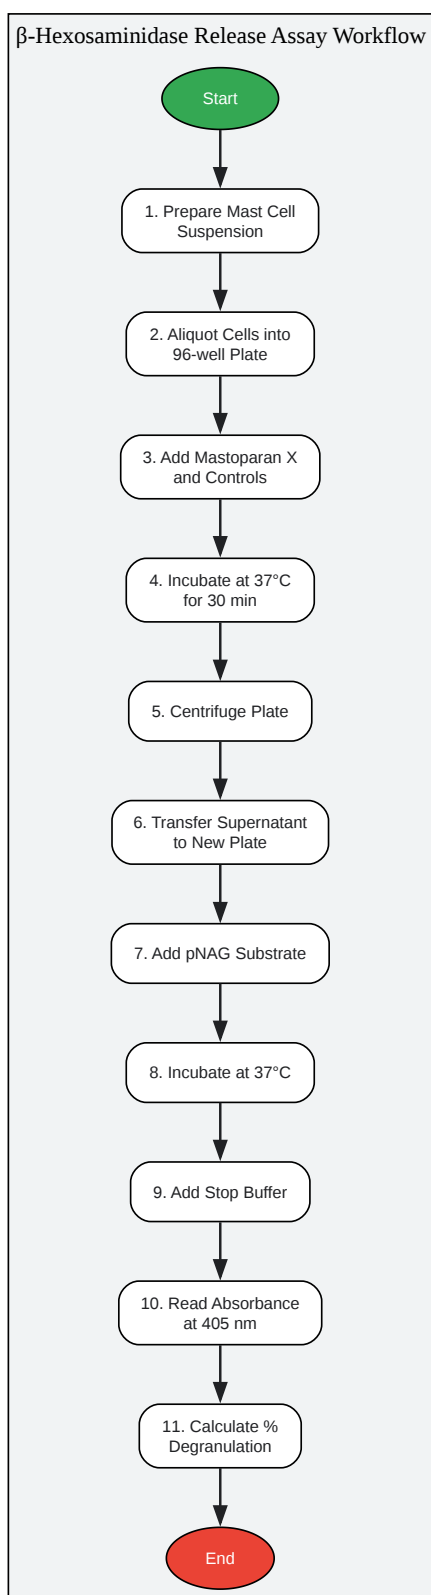 β-Hexosaminidase Release Assay Workflow
Start
1. Prepare Mast Cell
Suspension
2. Aliquot Cells into
96-well Plate
3. Add Mastoparan X
and Controls
4. Incubate at 37°C
for 30 min
5. Centrifuge Plate
6. Transfer Supernatant
to New Plate
7. Add pNAG Substrate
8. Incubate at 37°C
9. Add Stop Buffer
10. Read Absorbance
at 405 nm
11. Calculate %
Degranulation
End